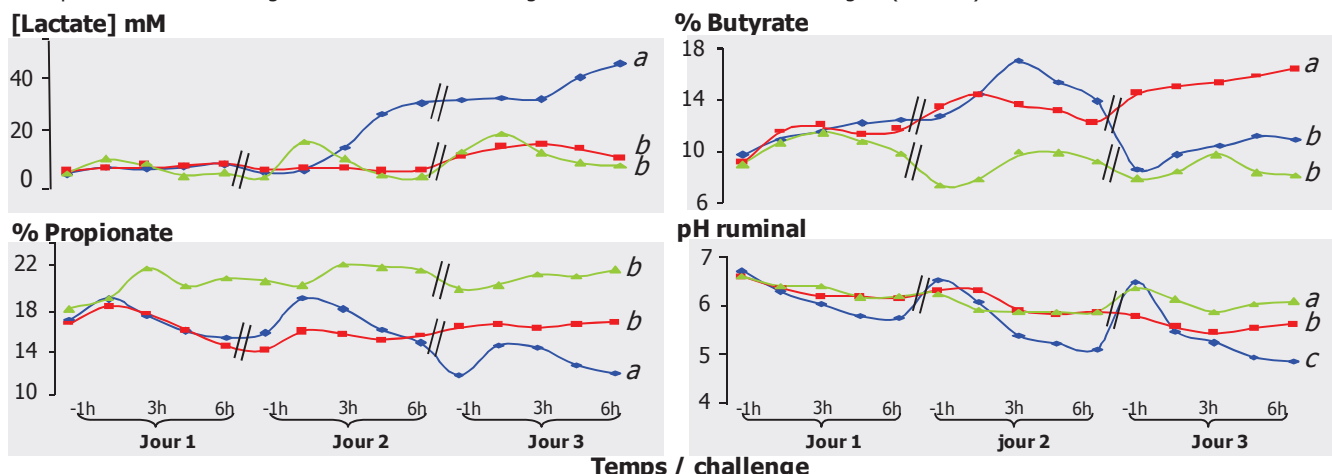 [Lactate] mM
40
20
0
a
b
b
% Butyrate
18
14
10
6
a
b
b
% Propionate
22
18
14
10
b
b
a
-1h 3h 6h -1h 3h 6h -1h 3h 6h
Jour 1 Jour 2 Jour 3
pH ruminal
7
6
5
4
a
b
c
-1h 3h 6h -1h 3h 6h -1h 3h 6h
Jour 1 jour 2 Jour 3
Temps / challenge